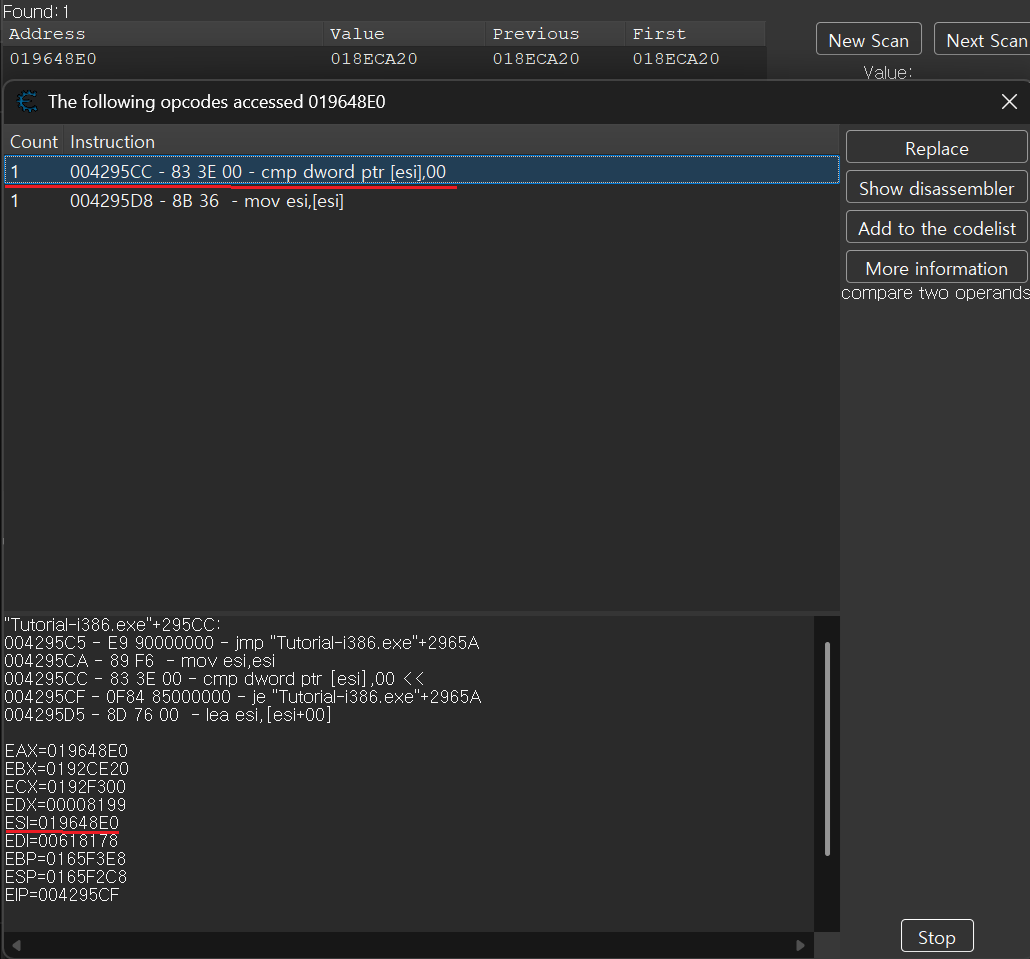 Found:1
Address Value Previous First
019648E0 018ECA20 018ECA20 018ECA20
New Scan Next Scan
Value:
The following opcodes accessed 019648E0
Count Instruction
1 004295CC - 83 3E 00 - cmp dword ptr [esi],00
1 004295D8 - 8B 36 - mov esi,[esi]
Replace
Show disassembler
Add to the codelist
More information
compare two operands
"Tutorial-i386.exe"+295CC:
004295C5 - E9 90000000 - jmp "Tutorial-i386.exe"+2965A
004295CA - 89 F6 - mov esi,esi
004295CC - 83 3E 00 - cmp dword ptr [esi],00 <<
004295CF - 0F84 85000000 - je "Tutorial-i386.exe"+2965A
004295D5 - 8D 76 00 - lea esi,[esi+00]
EAX=019648E0
EBX=0192CE20
ECX=0192F300
EDX=00008199
ESI=019648E0
EDI=00618178
EBP=0165F3E8
ESP=0165F2C8
EIP=004295CF
Stop